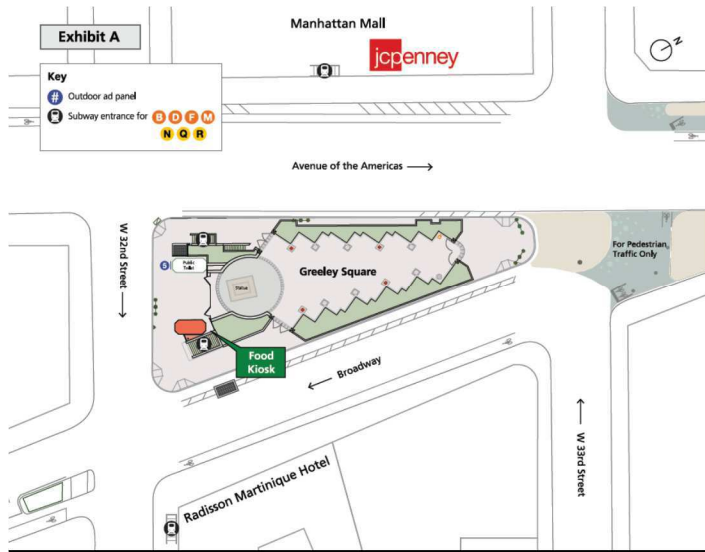 Exhibit A
Manhattan Mall
jcpenney
N
Key
# Outdoor ad panel
Subway entrance for B D F M
N Q R
Avenue of the Americas
W 32nd Street
5
Public
Toilet
Statue
Greeley Square
For Pedestrian
Traffic Only
Food
Kiosk
Broadway
W 33rd Street
Radisson Martinique Hotel